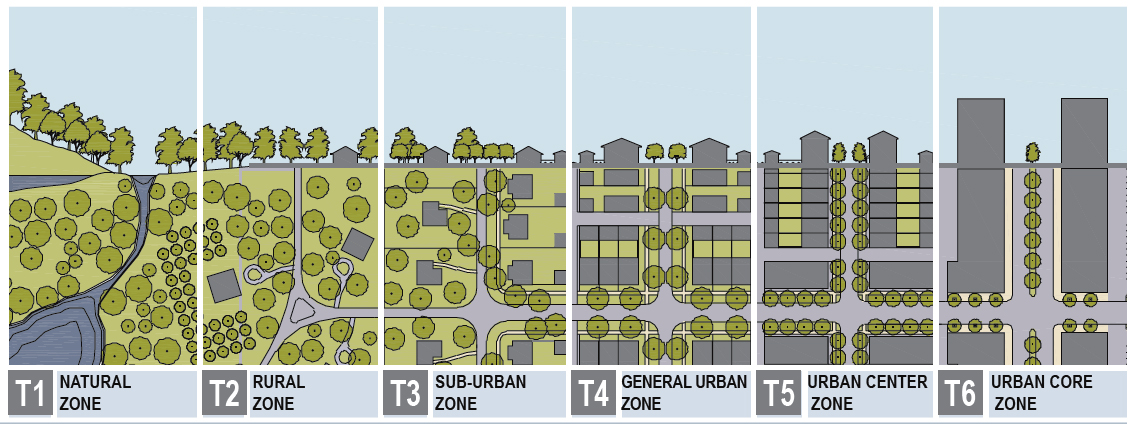 T1 NATURAL
ZONE
T2 RURAL
ZONE
T3 SUB-URBAN
ZONE
T4 GENERAL URBAN
ZONE
T5 URBAN CENTER
ZONE
T6 URBAN CORE
ZONE